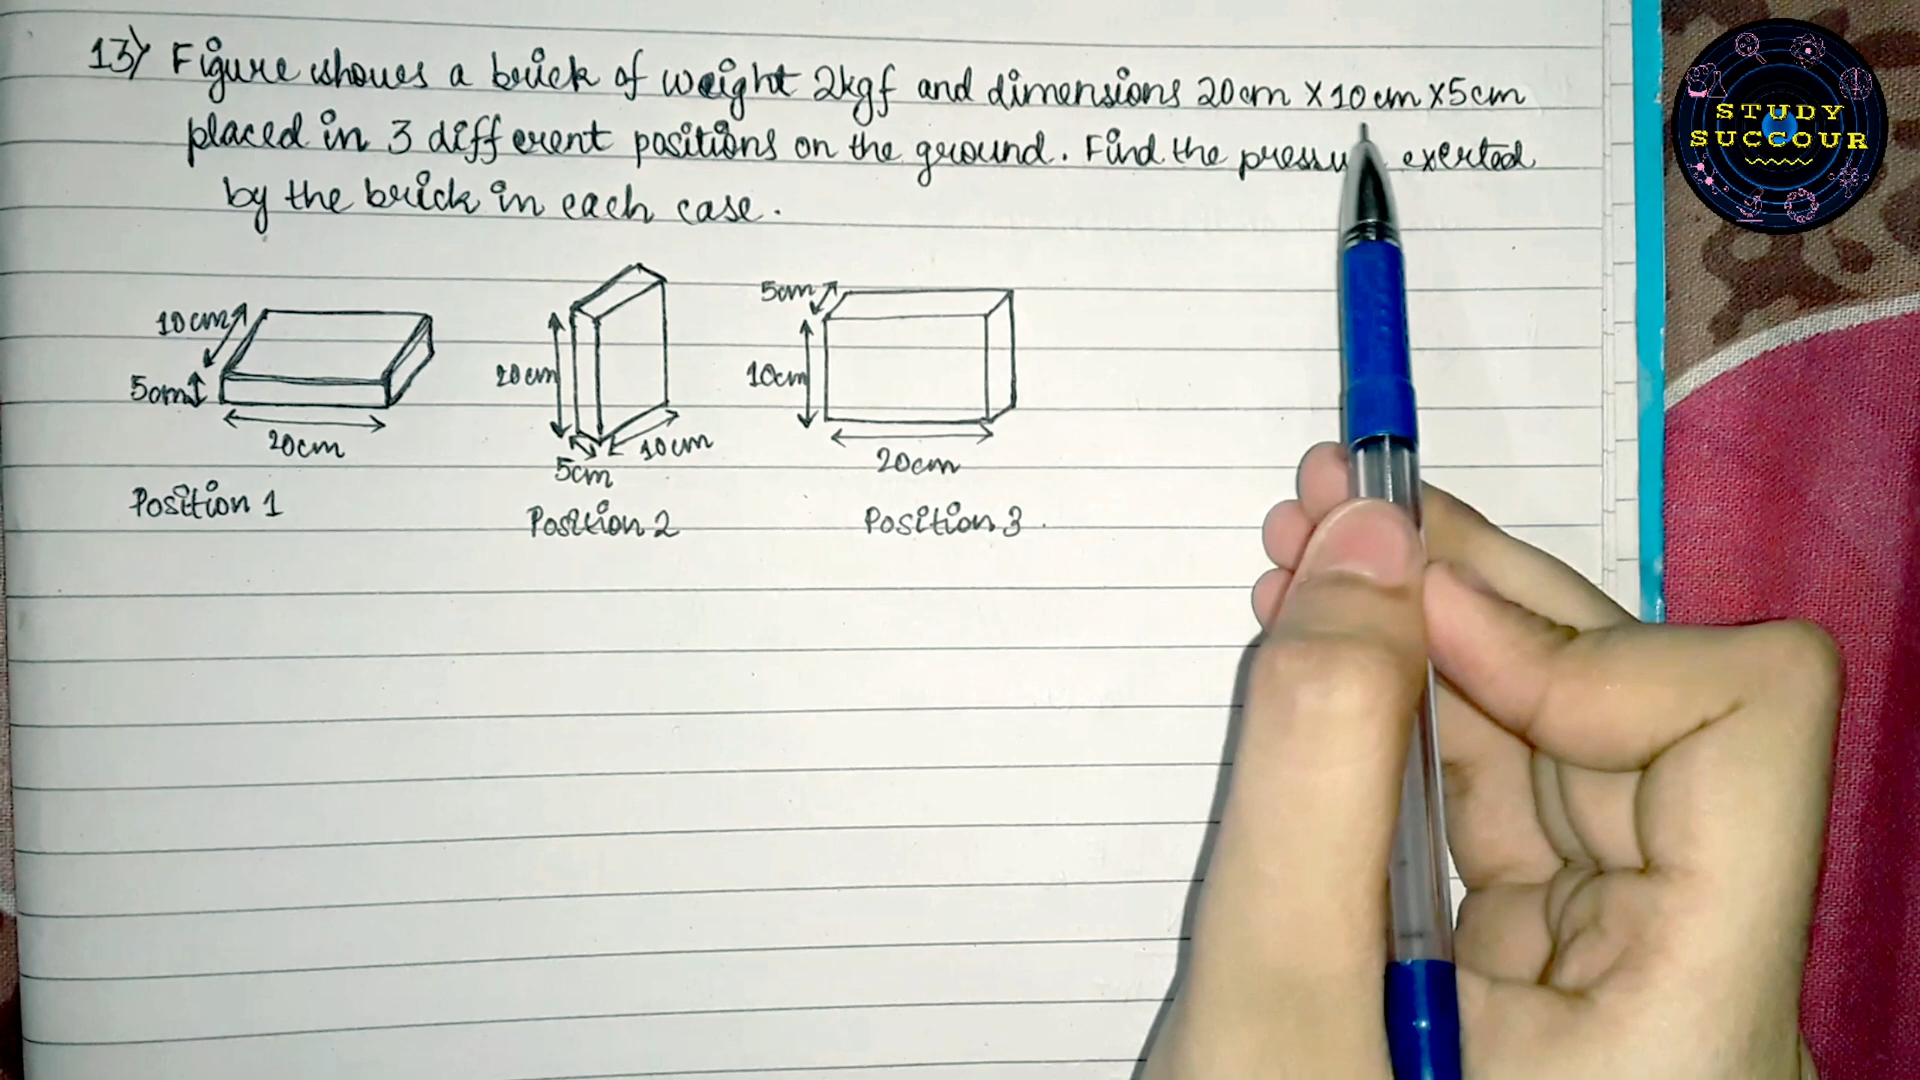 13) Figure shows a brick of weight 2kgf and dimensions 20cm x 10cm x 5cm
placed in 3 different positions on the ground. Find the pressu exerted
by the brick in each case.
10cm
5cm
20cm
Position 1
20cm
10cm
5cm
Position 2
5cm
10cm
20cm
Position 3.
STUDY
SUCCOUR